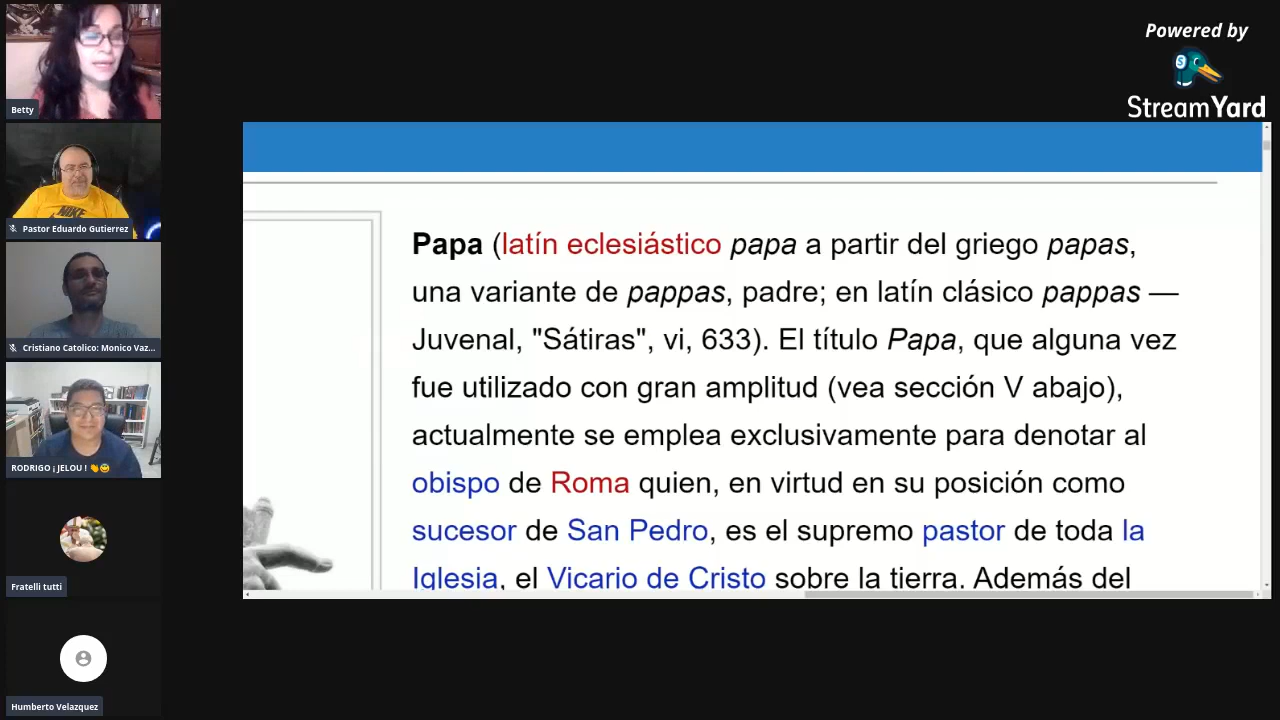 Betty
Pastor Eduardo Gutierrez
Cristiano Catolico: Monico Vaz...
RODRIGO ¡ JELOU ! 👋😊
Fratelli tutti
Humberto Velazquez
Powered by
StreamYard
Papa (latín eclesiástico papa a partir del griego papas,
una variante de pappas, padre; en latín clásico pappas —
Juvenal, "Sátiras", vi, 633). El título Papa, que alguna vez
fue utilizado con gran amplitud (vea sección V abajo),
actualmente se emplea exclusivamente para denotar al
obispo de Roma quien, en virtud en su posición como
sucesor de San Pedro, es el supremo pastor de toda la
Iglesia, el Vicario de Cristo sobre la tierra. Además del